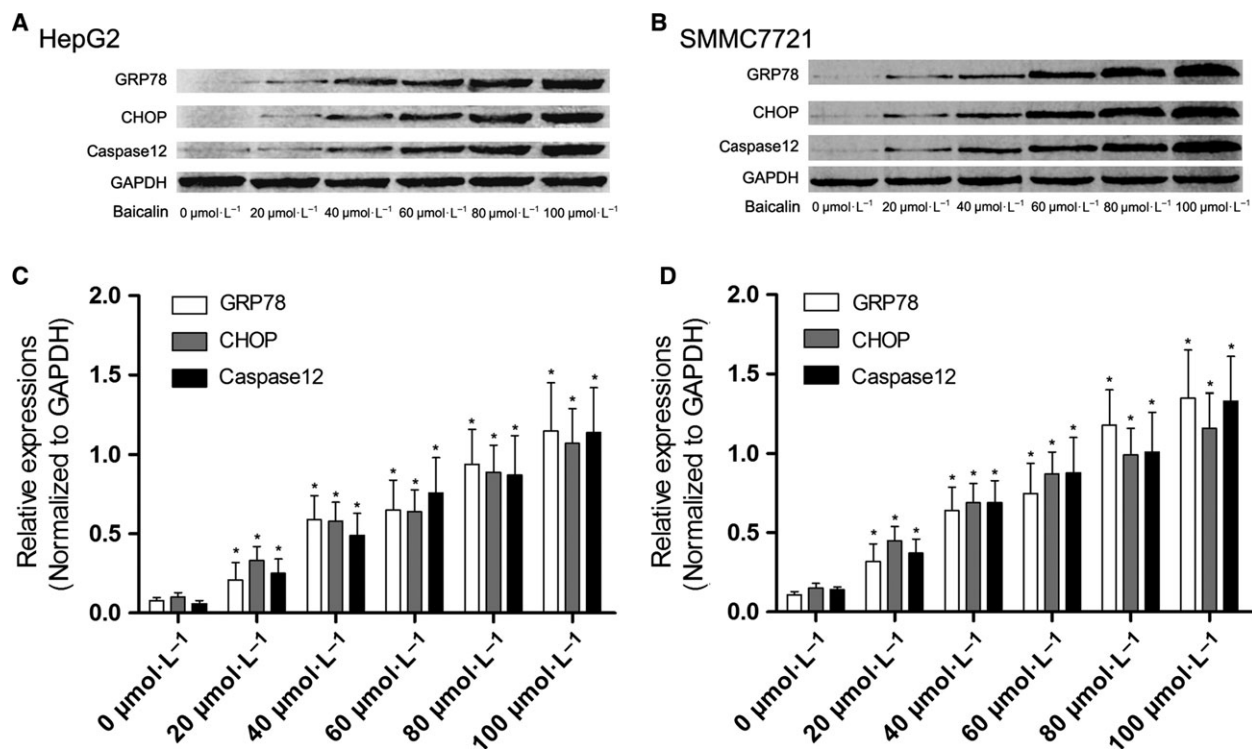 A HepG2
GRP78
CHOP
Caspase12
GAPDH
Baicalin 0 µmol·L⁻¹ 20 µmol·L⁻¹ 40 µmol·L⁻¹ 60 µmol·L⁻¹ 80 µmol·L⁻¹ 100 µmol·L⁻¹
B SMMC7721
GRP78
CHOP
Caspase12
GAPDH
Baicalin 0 µmol·L⁻¹ 20 µmol·L⁻¹ 40 µmol·L⁻¹ 60 µmol·L⁻¹ 80 µmol·L⁻¹ 100 µmol·L⁻¹
C
Relative expressions
(Normalized to GAPDH)
2.0
1.5
1.0
0.5
0.0
GRP78
CHOP
Caspase12
* * * * * * * * * * * * * * *
0 µmol·L⁻¹
20 µmol·L⁻¹
40 µmol·L⁻¹
60 µmol·L⁻¹
80 µmol·L⁻¹
100 µmol·L⁻¹
D
Relative expressions
(Normalized to GAPDH)
2.0
1.5
1.0
0.5
0.0
GRP78
CHOP
Caspase12
* * * * * * * * * * * * * * *
0 µmol·L⁻¹
20 µmol·L⁻¹
40 µmol·L⁻¹
60 µmol·L⁻¹
80 µmol·L⁻¹
100 µmol·L⁻¹